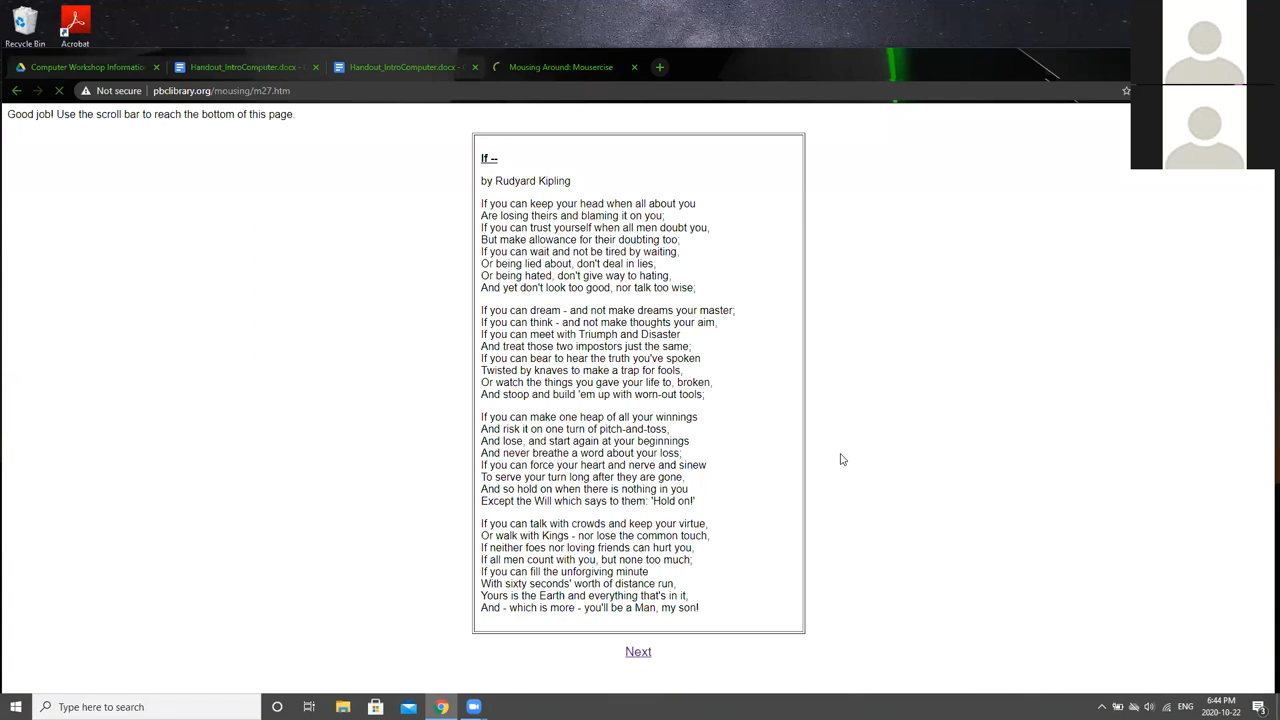 Recycle Bin
Acrobat
Computer Workshop Informatio
Handout_IntroComputer.docx -
Handout_IntroComputer.docx -
Mousing Around: Mousercise
Not secure
pbclibrary.org/mousing/m27.htm
Good job! Use the scroll bar to reach the bottom of this page.
If --
by Rudyard Kipling
If you can keep your head when all about you
Are losing theirs and blaming it on you;
If you can trust yourself when all men doubt you,
But make allowance for their doubting too;
If you can wait and not be tired by waiting,
Or being lied about, don't deal in lies,
Or being hated, don't give way to hating,
And yet don't look too good, nor talk too wise;
If you can dream - and not make dreams your master;
If you can think - and not make thoughts your aim,
If you can meet with Triumph and Disaster
And treat those two impostors just the same;
If you can bear to hear the truth you've spoken
Twisted by knaves to make a trap for fools,
Or watch the things you gave your life to, broken,
And stoop and build 'em up with worn-out tools;
If you can make one heap of all your winnings
And risk it on one turn of pitch-and-toss,
And lose, and start again at your beginnings
And never breathe a word about your loss;
If you can force your heart and nerve and sinew
To serve your turn long after they are gone,
And so hold on when there is nothing in you
Except the Will which says to them: 'Hold on!'
If you can talk with crowds and keep your virtue,
Or walk with Kings - nor lose the common touch,
If neither foes nor loving friends can hurt you,
If all men count with you, but none too much;
If you can fill the unforgiving minute
With sixty seconds' worth of distance run,
Yours is the Earth and everything that's in it,
And - which is more - you'll be a Man, my son!
Next
Type here to search
ENG
6:44 PM
2020-10-22
3